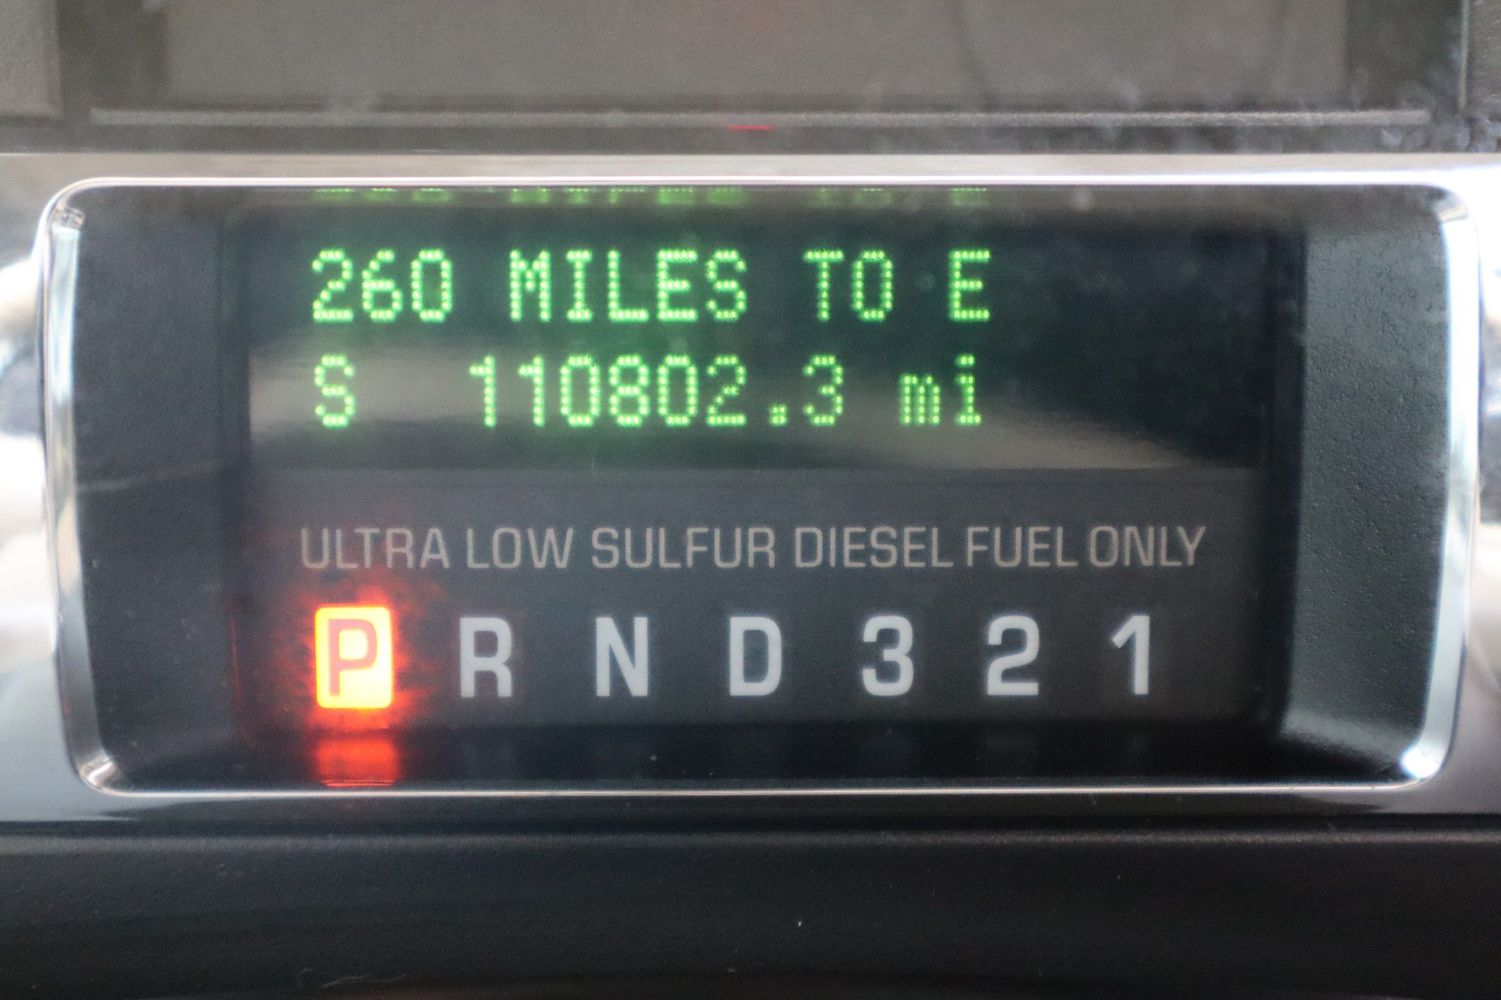 260 MILES TO E
S 110802.3 mi
ULTRA LOW SULFUR DIESEL FUEL ONLY
P R N D 3 2 1